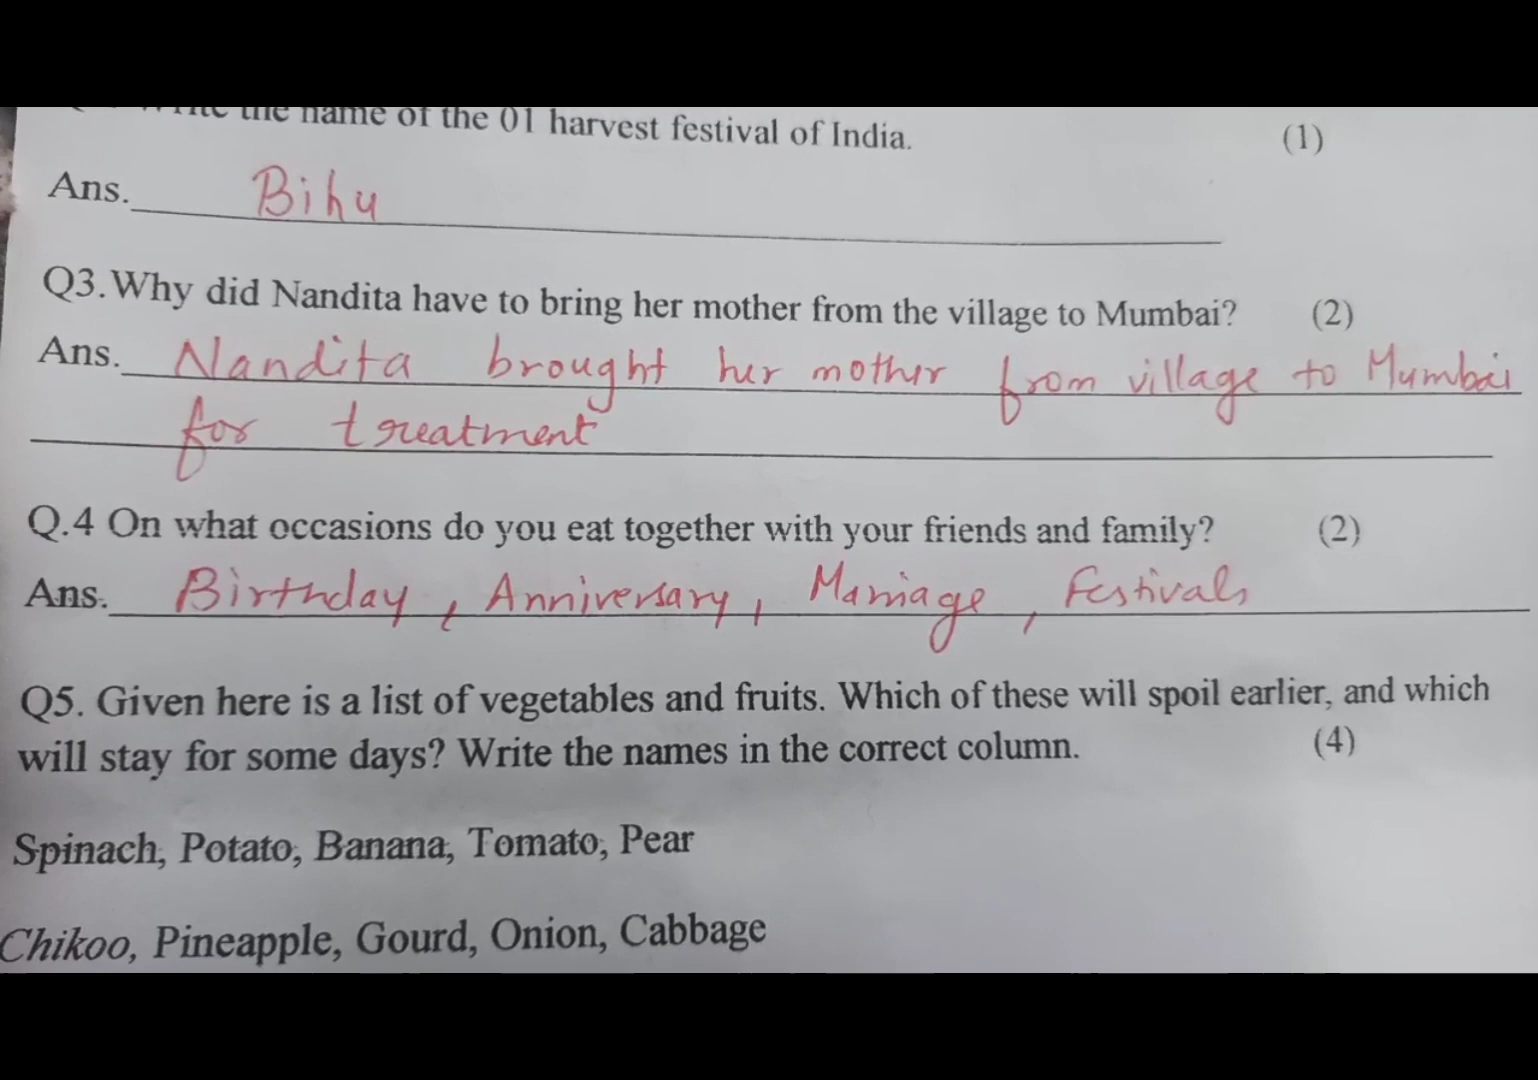 Write the name of the 01 harvest festival of India. (1)
Ans. Bihu
Q3.Why did Nandita have to bring her mother from the village to Mumbai? (2)
Ans. Nandita brought her mother from village to Mumbai
for treatment
Q.4 On what occasions do you eat together with your friends and family? (2)
Ans. Birthday, Anniversary, Marriage, Festivals
Q5. Given here is a list of vegetables and fruits. Which of these will spoil earlier, and which
will stay for some days? Write the names in the correct column. (4)
Spinach, Potato, Banana, Tomato, Pear
Chikoo, Pineapple, Gourd, Onion, Cabbage